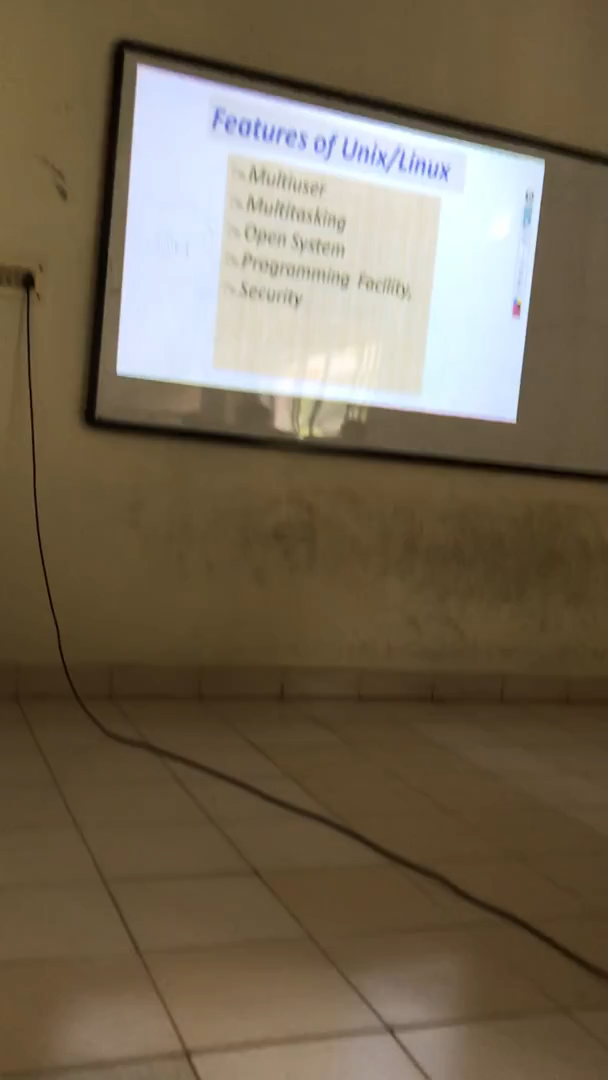 Features of Unix/Linux
Multiuser
Multitasking
Open System
Programming Facility,
Security